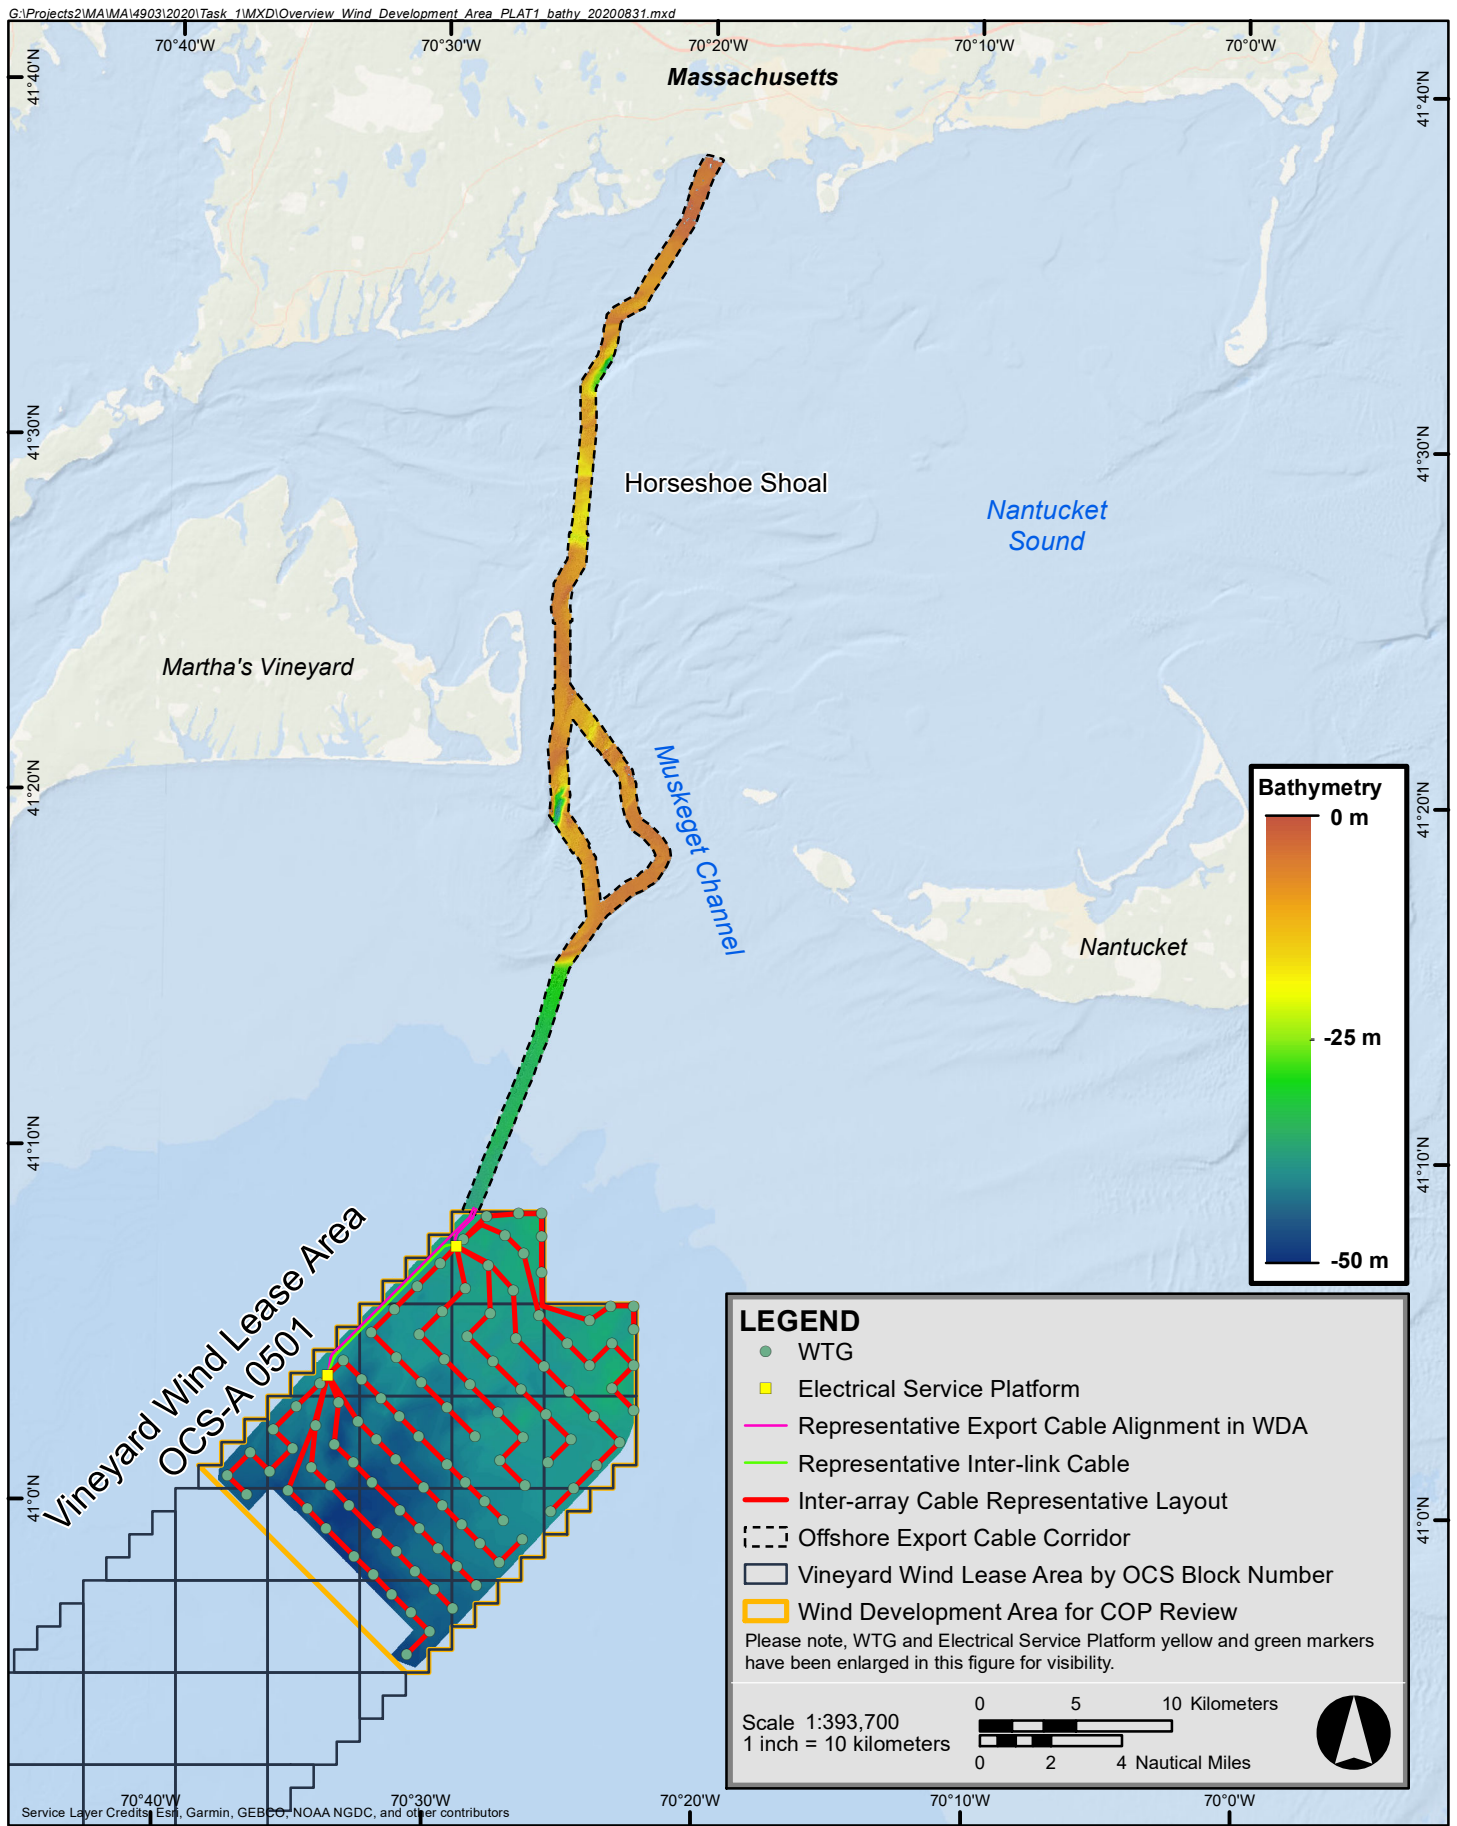 G:\Projects2\MA\MA\4903\2020\Task_1\MXD\Overview_Wind_Development_Area_PLAT1_bathy_20200831.mxd
70°40'W
70°30'W
70°20'W
70°10'W
70°0'W
Massachusetts
41°40'N
41°40'N
41°30'N
41°30'N
Horseshoe Shoal
Nantucket
Sound
Martha's Vineyard
Muskeget Channel
41°20'N
41°20'N
Bathymetry
0 m
-25 m
-50 m
Nantucket
41°10'N
41°10'N
Vineyard Wind Lease Area
OCS-A 0501
41°0'N
41°0'N
LEGEND
WTG
Electrical Service Platform
Representative Export Cable Alignment in WDA
Representative Inter-link Cable
Inter-array Cable Representative Layout
Offshore Export Cable Corridor
Vineyard Wind Lease Area by OCS Block Number
Wind Development Area for COP Review
Please note, WTG and Electrical Service Platform yellow and green markers
have been enlarged in this figure for visibility.
Scale 1:393,700
1 inch = 10 kilometers
0 5 10 Kilometers
0 2 4 Nautical Miles
70°40'W
70°30'W
70°20'W
70°10'W
70°0'W
Service Layer Credits: Esri, Garmin, GEBCO, NOAA NGDC, and other contributors